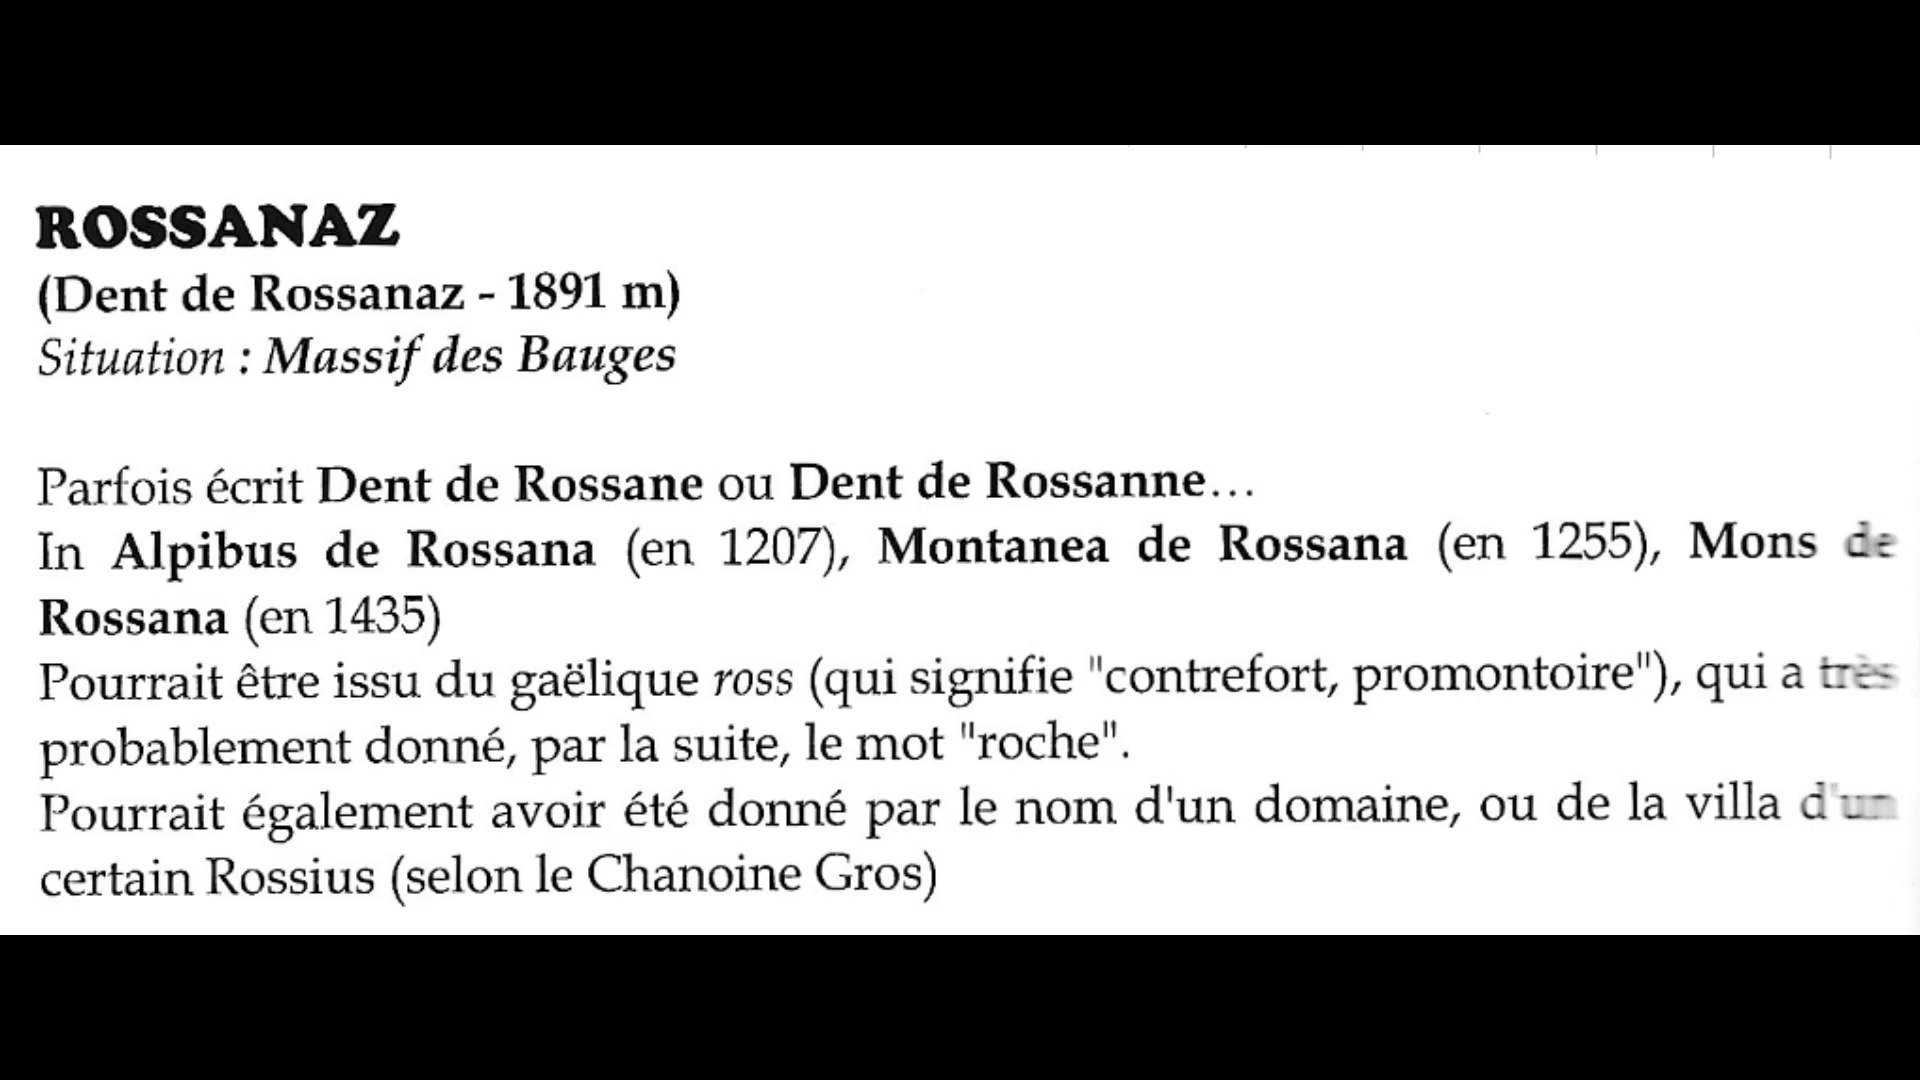 ROSSANAZ
(Dent de Rossanaz - 1891 m)
Situation : Massif des Bauges
Parfois écrit Dent de Rossane ou Dent de Rossanne...
In Alpibus de Rossana (en 1207), Montanea de Rossana (en 1255), Mons de
Rossana (en 1435)
Pourrait être issu du gaëlique ross (qui signifie "contrefort, promontoire"), qui a très
probablement donné, par la suite, le mot "roche".
Pourrait également avoir été donné par le nom d'un domaine, ou de la villa d'un
certain Rossius (selon le Chanoine Gros)